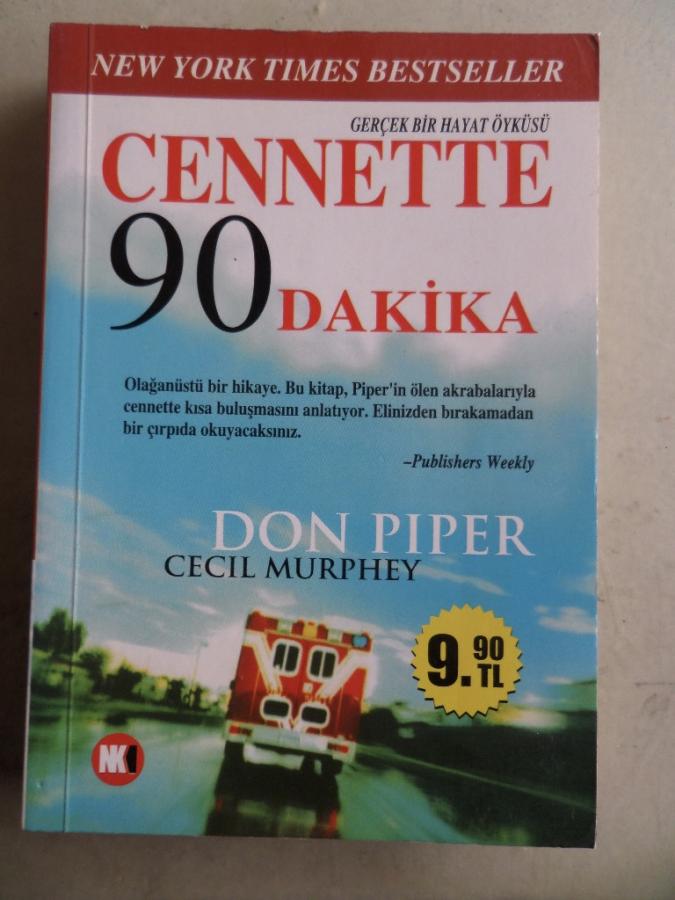 NEW YORK TIMES BESTSELLER
GERÇEK BİR HAYAT ÖYKÜSÜ
CENNETTE
90 DAKİKA
Olağanüstü bir hikaye. Bu kitap, Piper'in ölen akrabalarıyla
cennette kısa buluşmasını anlatıyor. Elinizden bırakamadan
bir çırpıda okuyacaksınız.
–Publishers Weekly
DON PIPER
CECIL MURPHEY
9.90 TL
NK